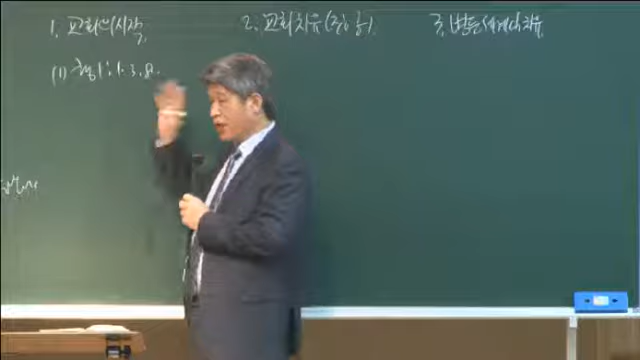 1. 교회의 시작
2. 교회 치유(주, 후).
3. 병든 세계 치유
(1) 행 1:1.3.8.